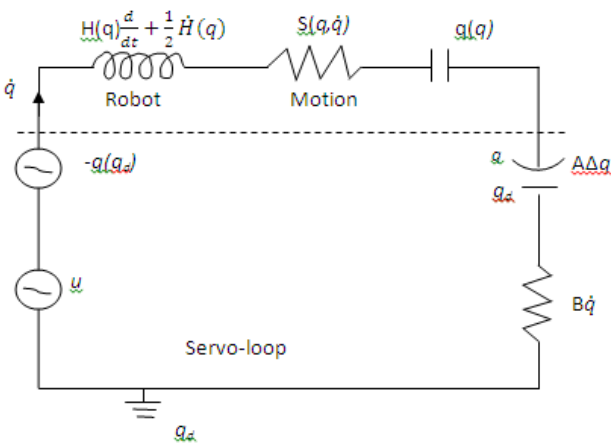 H(q) d/dt + 1/2 Ḣ(q)
S(q,q̇)
g(q)
q̇
Robot
Motion
-g(q_d)
q
AΔq
q_d
u
Bq̇
Servo-loop
q_d